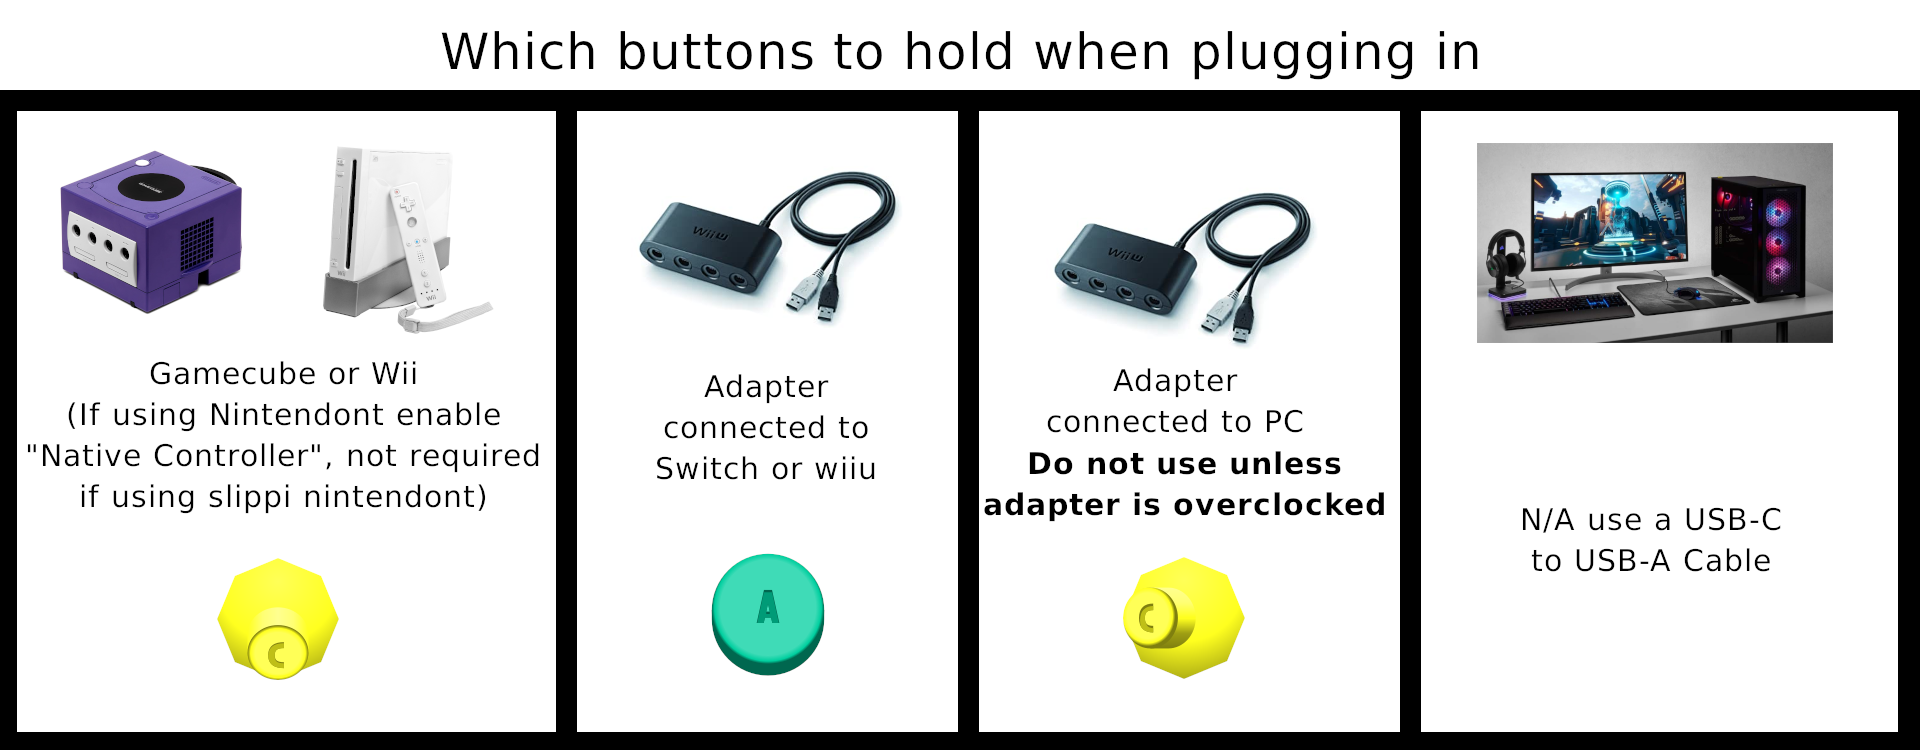 Which buttons to hold when plugging in
Gamecube or Wii
(If using Nintendont enable
"Native Controller", not required
if using slippi nintendont)
C
Wii U
Adapter
connected to
Switch or wiiu
A
Wii U
Adapter
connected to PC
Do not use unless
adapter is overclocked
C
N/A use a USB-C
to USB-A Cable